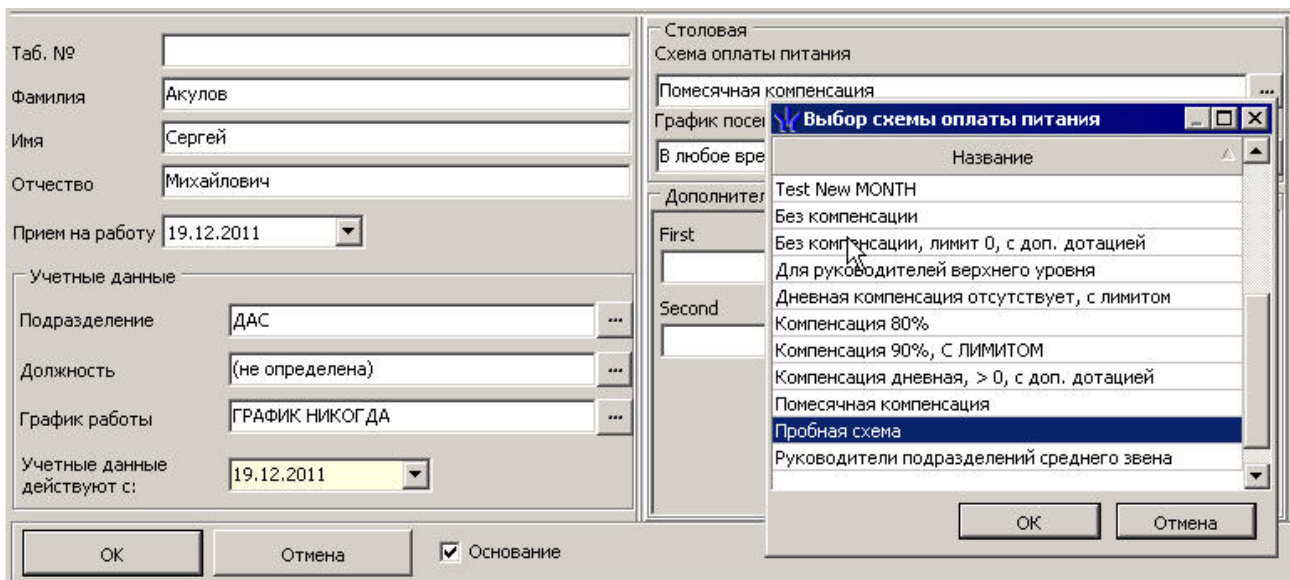 Таб. №
Фамилия
Акулов
Имя
Сергей
Отчество
Михайлович
Прием на работу
19.12.2011
Учетные данные
Подразделение
ДАС
...
Должность
(не определена)
...
График работы
ГРАФИК НИКОГДА
...
Учетные данные
действуют с:
19.12.2011
ОК
Отмена
Основание
Столовая
Схема оплаты питания
Помесячная компенсация
...
График посе
В любое вре
Дополнител
First
Second
Выбор схемы оплаты питания
Название
Test New MONTH
Без компенсации
Без компенсации, лимит 0, с доп. дотацией
Для руководителей верхнего уровня
Дневная компенсация отсутствует, с лимитом
Компенсация 80%
Компенсация 90%, С ЛИМИТОМ
Компенсация дневная, > 0, с доп. дотацией
Помесячная компенсация
Пробная схема
Руководители подразделений среднего звена
ОК
Отмена